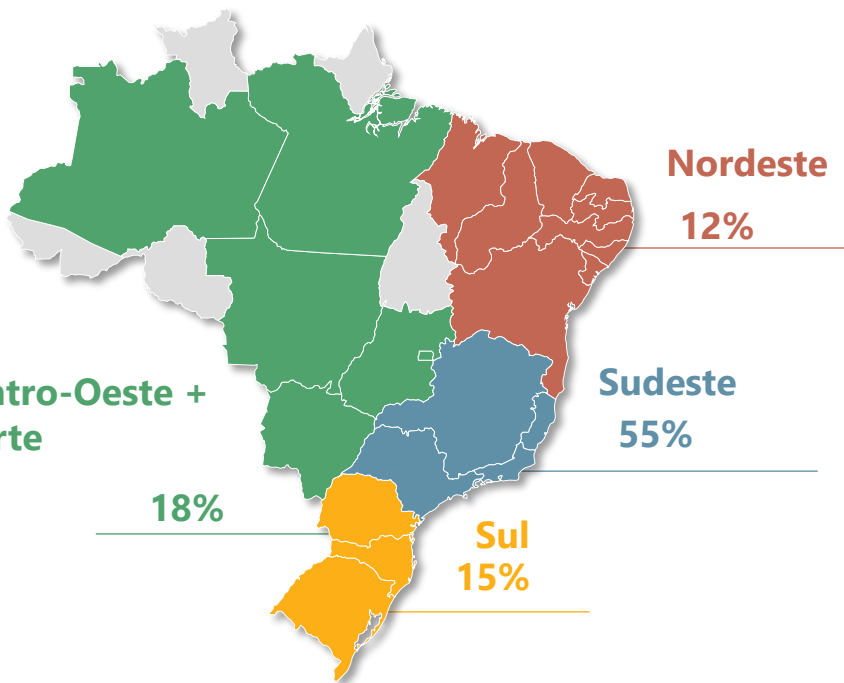 Nordeste
12%
Sudeste
55%
ntro-Oeste +
rte
18%
Sul
15%